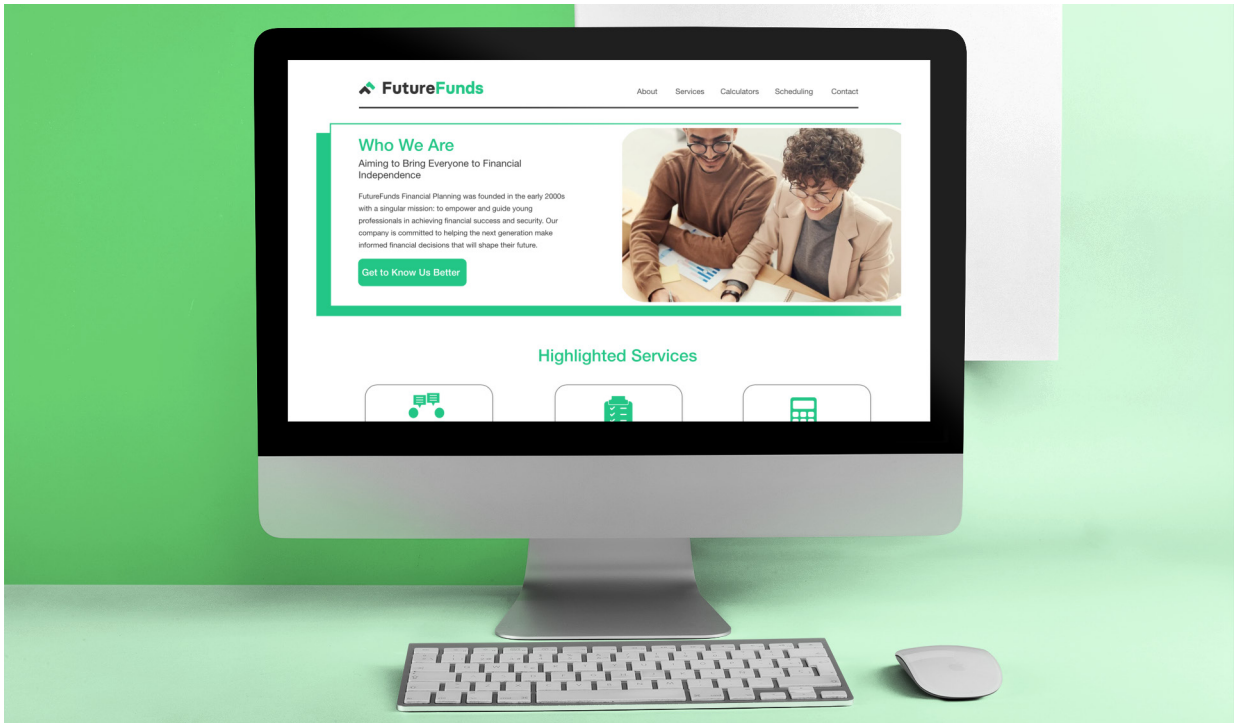 FutureFunds
About Services Calculators Scheduling Contact
Who We Are
Aiming to Bring Everyone to Financial
Independence
FutureFunds Financial Planning was founded in the early 2000s
with a singular mission: to empower and guide young
professionals in achieving financial success and security. Our
company is committed to helping the next generation make
informed financial decisions that will shape their future.
Get to Know Us Better
Highlighted Services